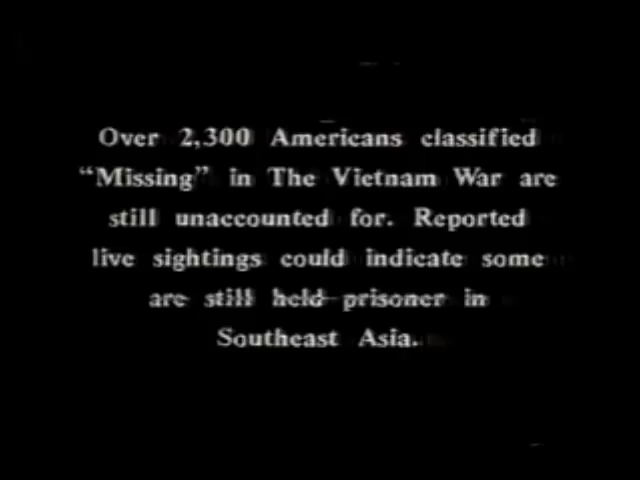 Over 2,300 Americans classified
“Missing” in The Vietnam War are
still unaccounted for. Reported
live sightings could indicate some
are still held prisoner in
Southeast Asia.